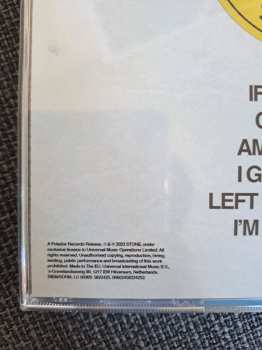 IF
AM
I G
LEFT
I'M
A Polydor Records Release, ℗ & © 2022 STONE, under
exclusive licence to Universal Music Operations Limited. All
rights reserved. Unauthorised copying, reproduction, hiring,
lending, public performance and broadcasting of this work
prohibited. Made in The EU. Universal International Music B.V.,
's-Gravelandseweg 80, 1217 EW Hilversum, Netherlands.